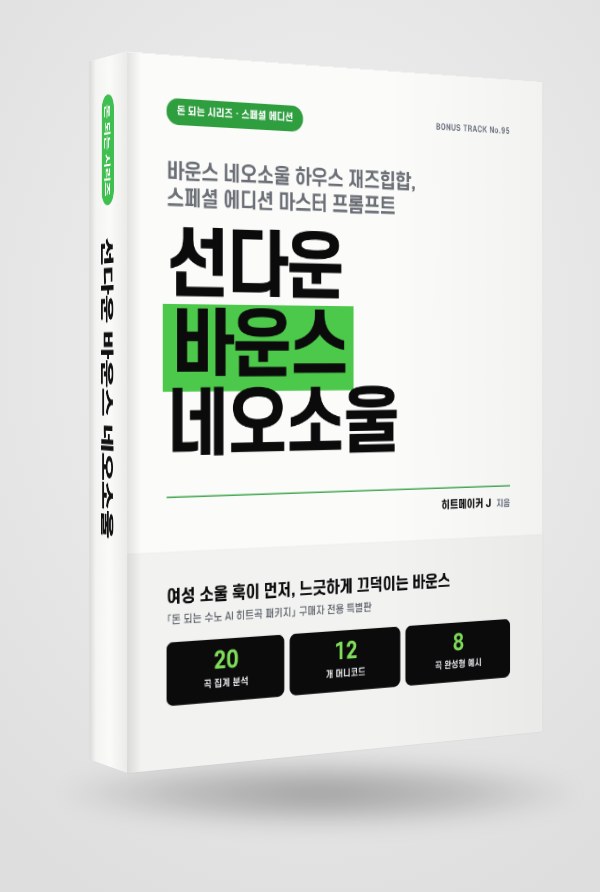 돈 되는 시리즈
선다운 바운스 네오소울
돈 되는 시리즈 · 스페셜 에디션
BONUS TRACK No.95
바운스 네오소울 하우스 재즈힙합,
스페셜 에디션 마스터 프롬프트
선다운
바운스
네오소울
히트메이커 J 지음
여성 소울 훅이 먼저, 느긋하게 끄덕이는 바운스
『돈 되는 수노 AI 히트곡 패키지』 구매자 전용 특별판
20
곡 집계 분석
12
개 머니코드
8
곡 완성형 예시